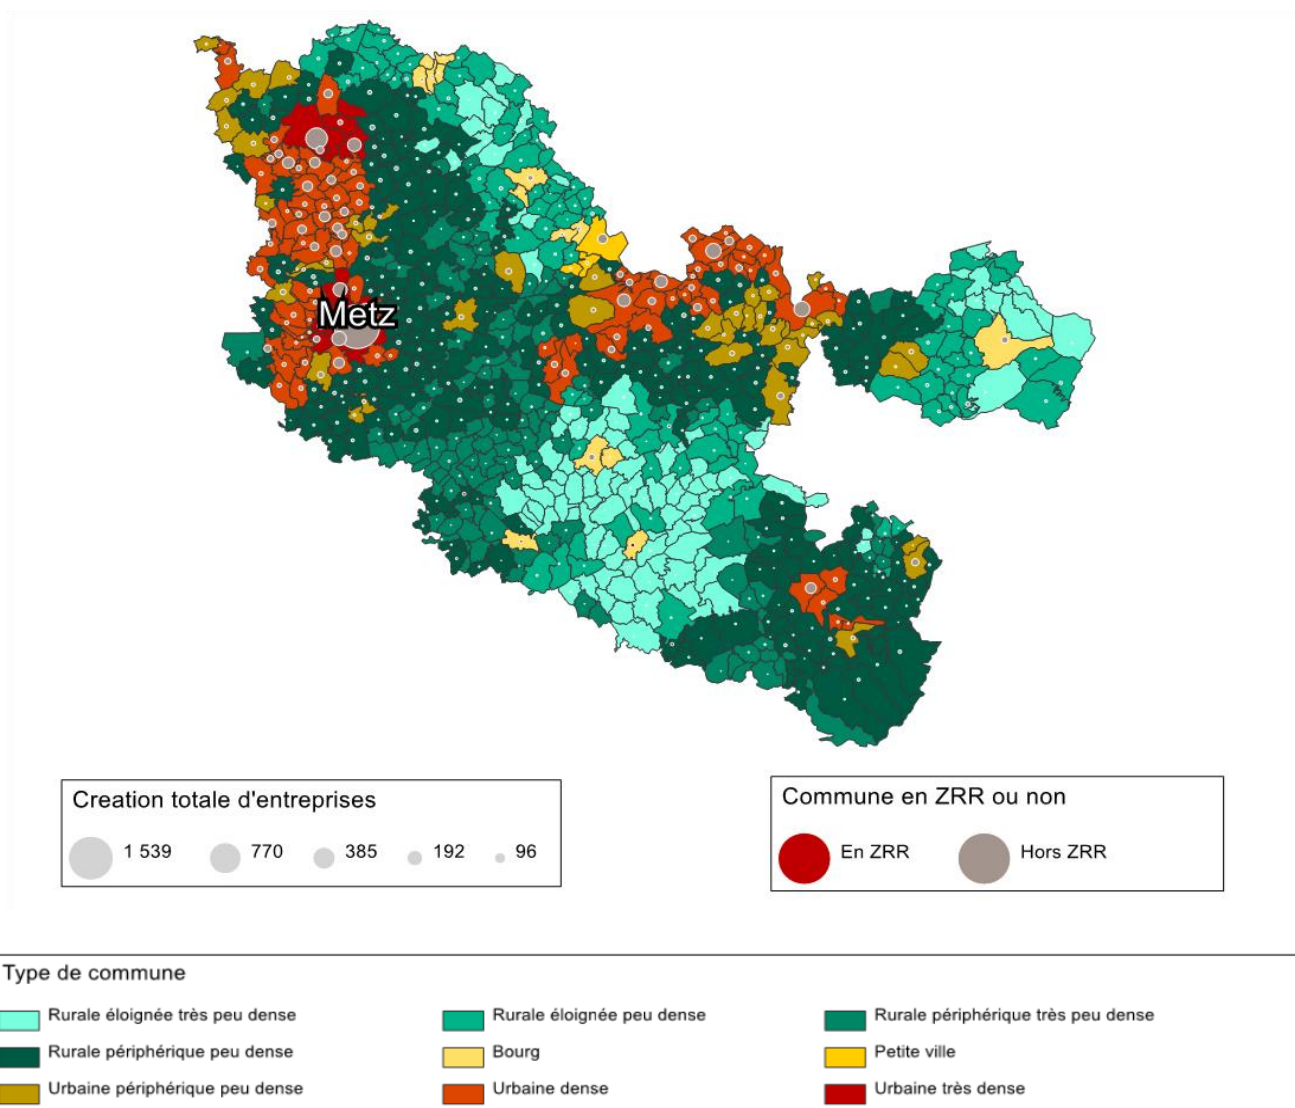 Metz
Creation totale d'entreprises
1 539 770 385 192 96
Commune en ZRR ou non
En ZRR Hors ZRR
Type de commune
Rurale éloignée très peu dense Rurale éloignée peu dense Rurale périphérique très peu dense
Rurale périphérique peu dense Bourg Petite ville
Urbaine périphérique peu dense Urbaine dense Urbaine très dense